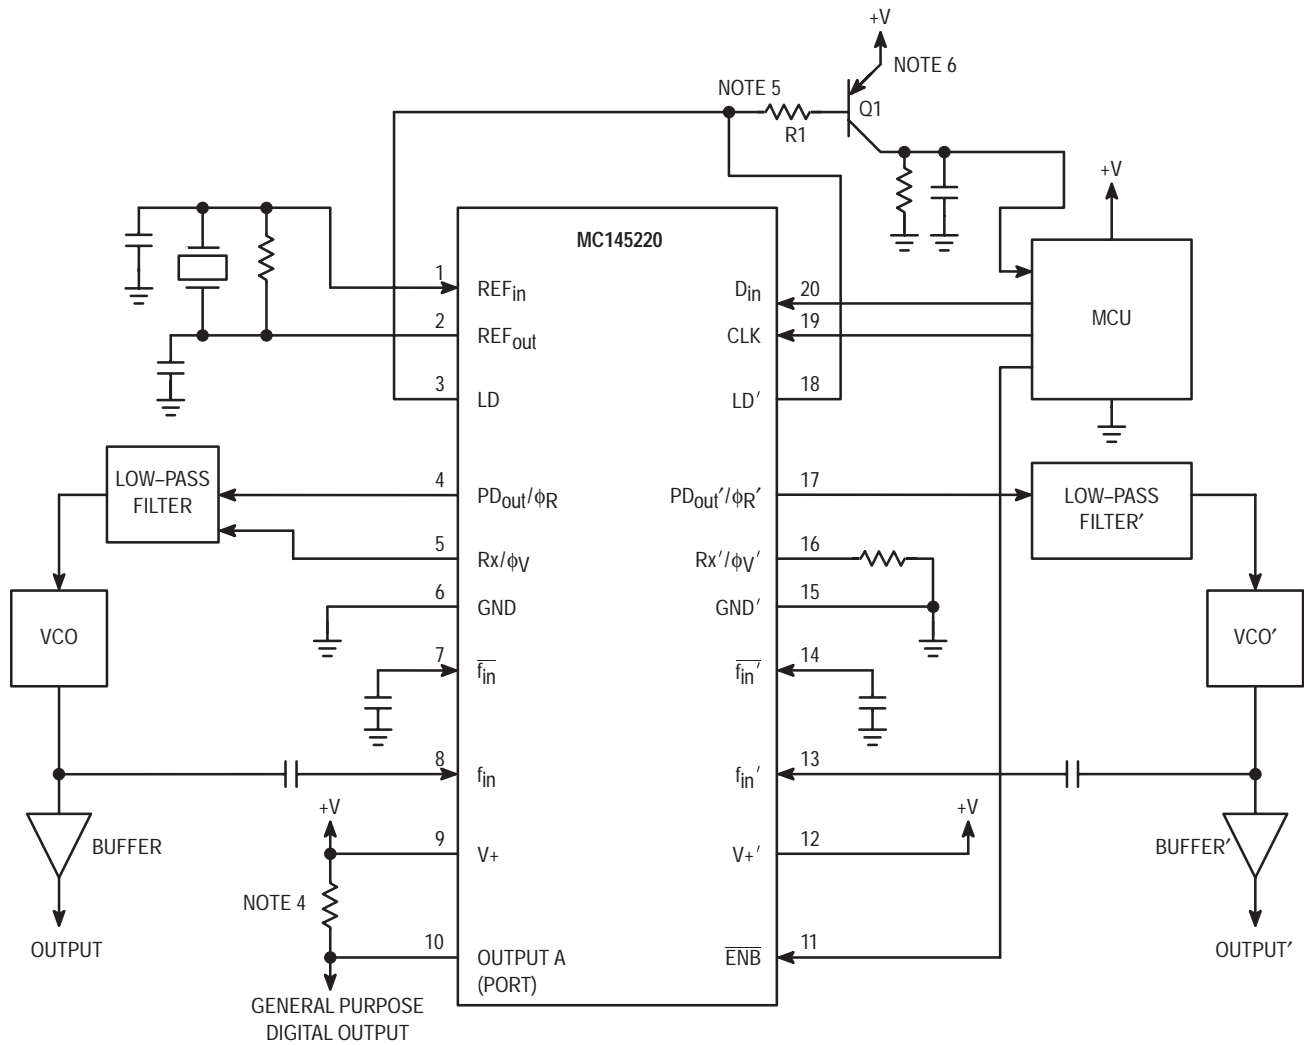 +V
NOTE 6
NOTE 5
Q1
R1
+V
MC145220
1
REFin
Din
20
MCU
2
REFout
CLK
19
3
LD
LD′
18
LOW–PASS
FILTER
4
PDout/ϕR
PDout′/ϕR′
17
LOW–PASS
FILTER′
5
Rx/ϕV
Rx′/ϕV′
16
6
GND
GND′
15
VCO
VCO′
7
fin
fin′
14
8
fin
fin′
13
+V
+V
BUFFER
9
V+
V+′
12
BUFFER′
NOTE 4
OUTPUT
10
OUTPUT A
(PORT)
ENB
11
OUTPUT′
GENERAL PURPOSE
DIGITAL OUTPUT